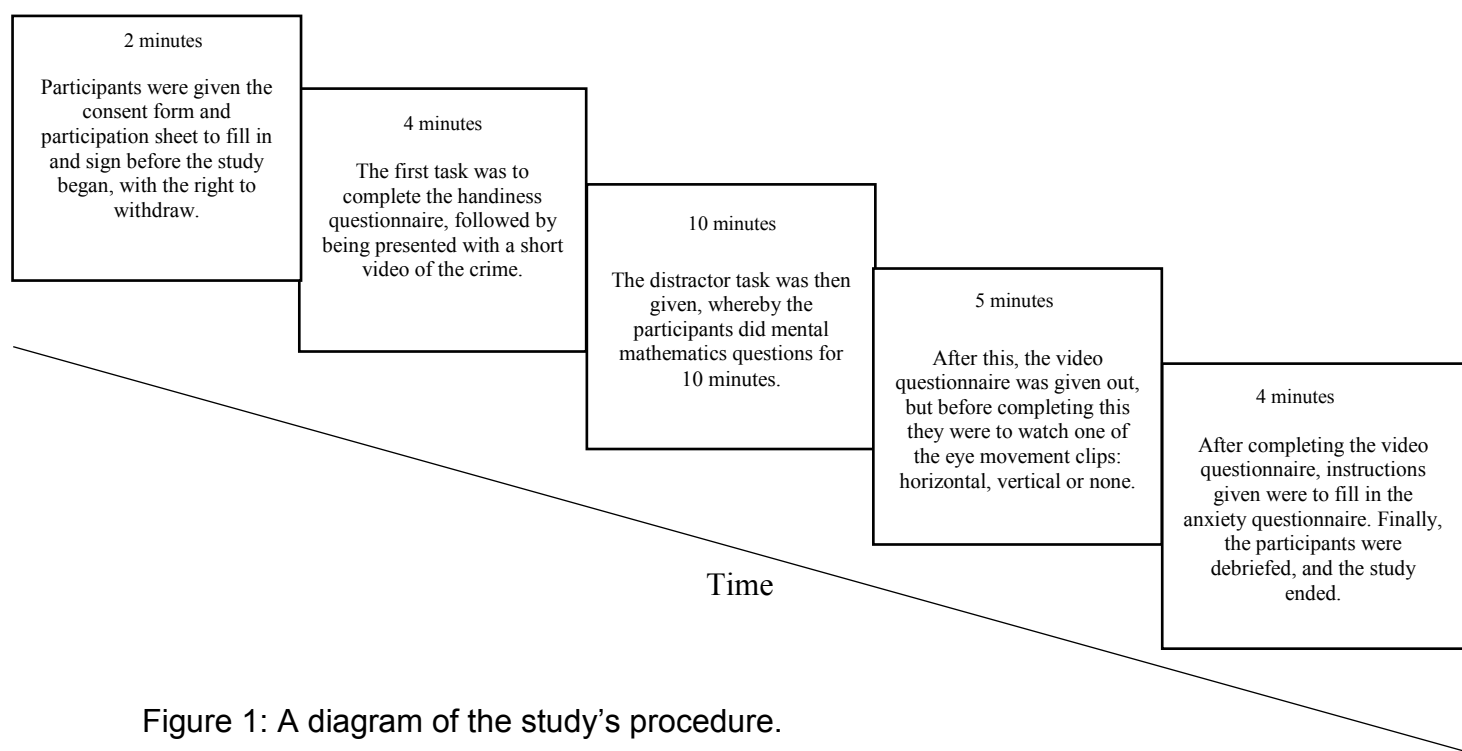 2 minutes
Participants were given the
consent form and
participation sheet to fill in
and sign before the study
began, with the right to
withdraw.
4 minutes
The first task was to
complete the handiness
questionnaire, followed by
being presented with a short
video of the crime.
10 minutes
The distractor task was then
given, whereby the
participants did mental
mathematics questions for
10 minutes.
5 minutes
After this, the video
questionnaire was given out,
but before completing this
they were to watch one of
the eye movement clips:
horizontal, vertical or none.
4 minutes
After completing the video
questionnaire, instructions
given were to fill in the
anxiety questionnaire. Finally,
the participants were
debriefed, and the study
ended.
Time
Figure 1: A diagram of the study’s procedure.